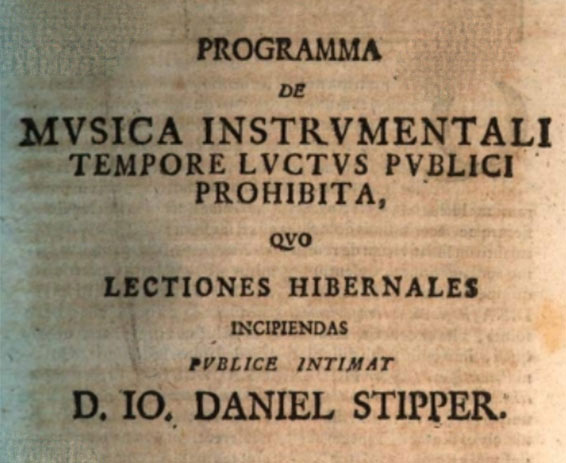 PROGRAMMA
DE
MVSICA INSTRVMENTALI
TEMPORE LVCTVS PVBLICI
PROHIBITA,
QVO
LECTIONES HIBERNALES
INCIPIENDAS
PVBLICE INTIMAT
D. IO. DANIEL STIPPER.